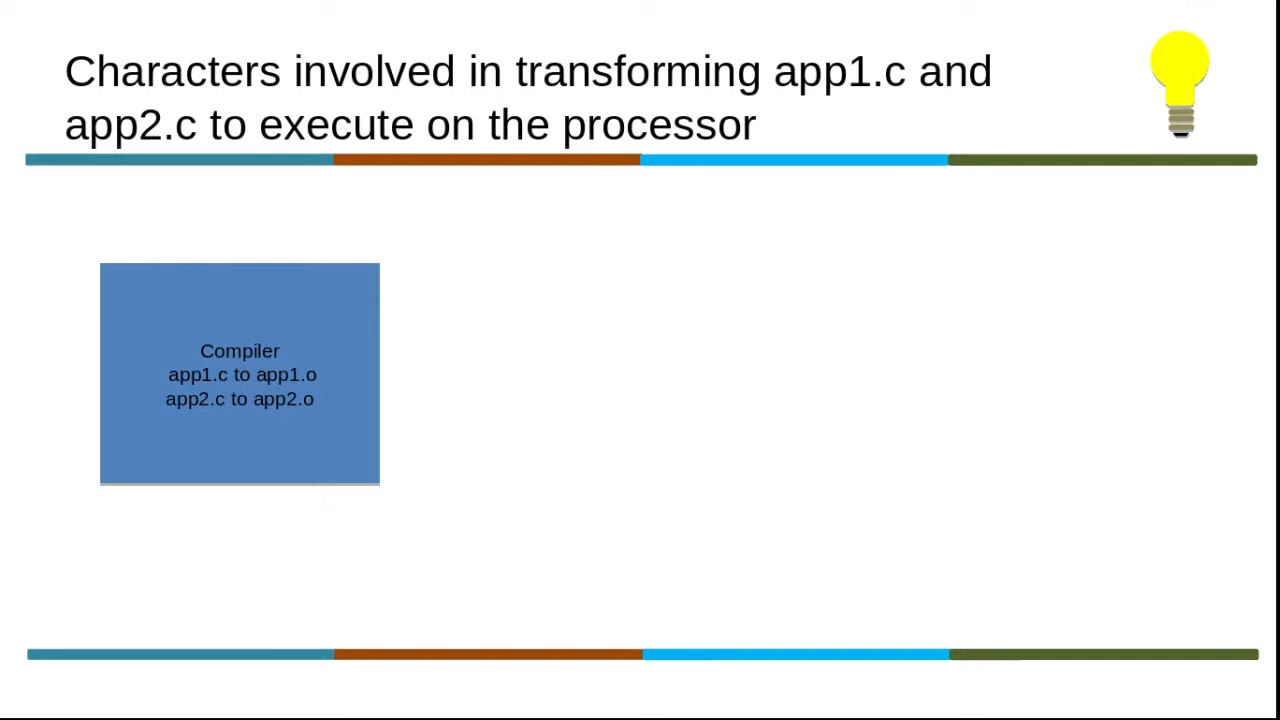 Characters involved in transforming app1.c and
app2.c to execute on the processor
Compiler
app1.c to app1.o
app2.c to app2.o